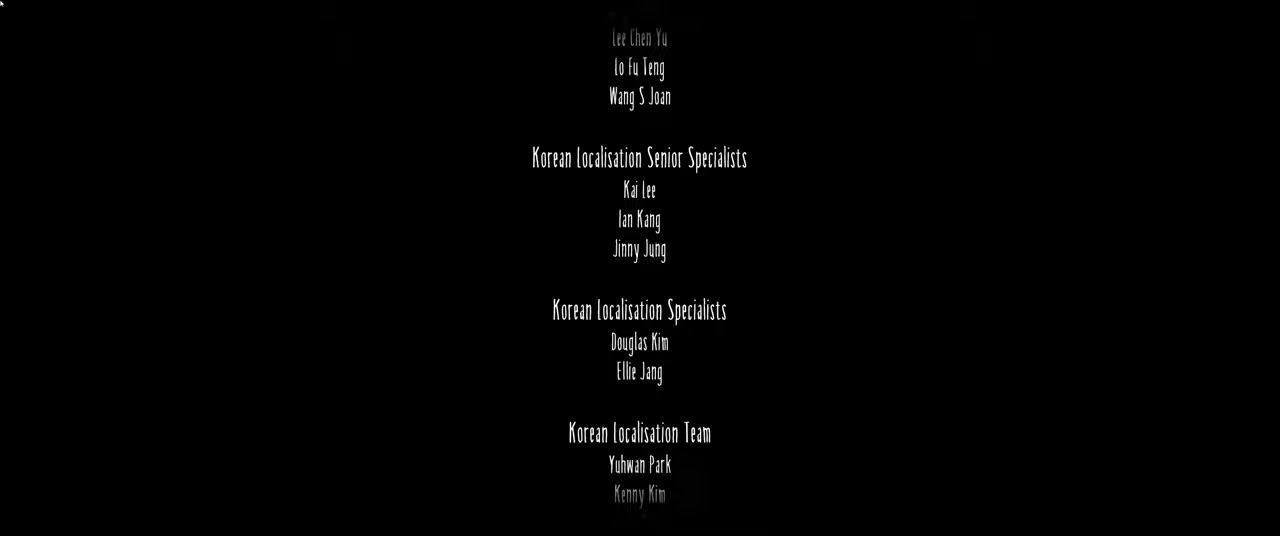 Lee Chen Yu
Lo Fu Teng
Wang S Joan
Korean Localisation Senior Specialists
Kai Lee
Ian Kang
Jinny Jung
Korean Localisation Specialists
Douglas Kim
Ellie Jang
Korean Localisation Team
Yuhwan Park
Kenny Kim